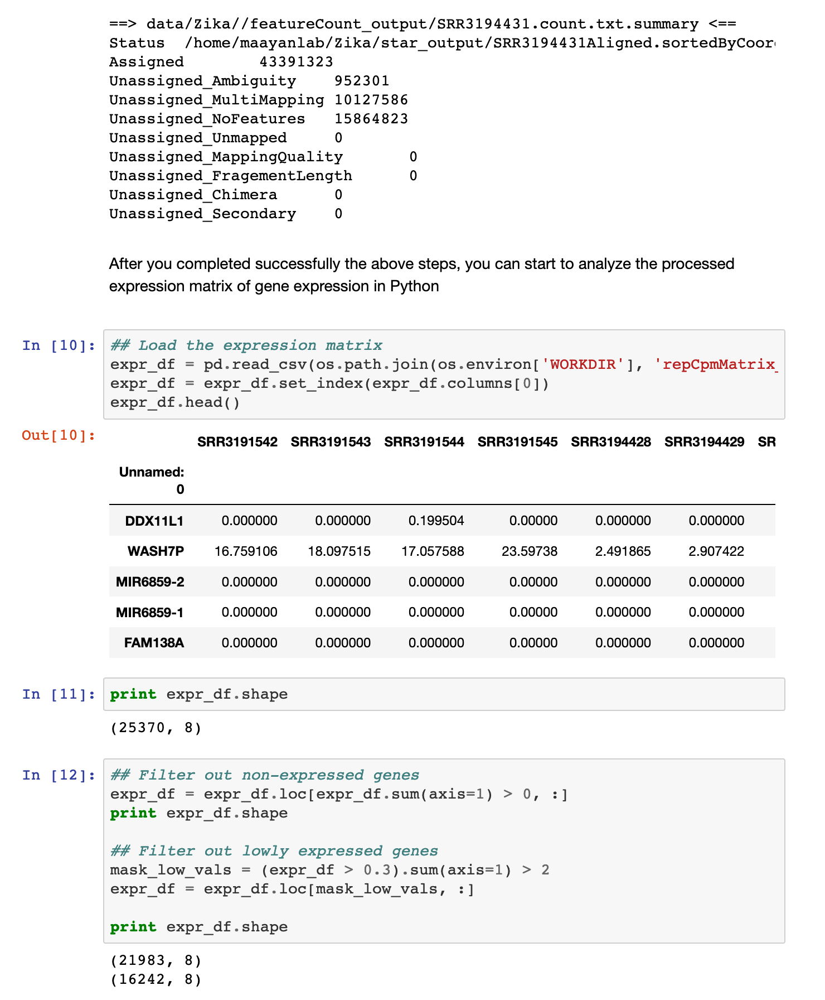 ==> data/Zika//featureCount_output/SRR3194431.count.txt.summary <==
Status  /home/maayanlab/Zika/star_output/SRR3194431Aligned.sortedByCoor
Assigned        43391323
Unassigned_Ambiguity    952301
Unassigned_MultiMapping 10127586
Unassigned_NoFeatures   15864823
Unassigned_Unmapped     0
Unassigned_MappingQuality       0
Unassigned_FragementLength      0
Unassigned_Chimera      0
Unassigned_Secondary    0
After you completed successfully the above steps, you can start to analyze the processed
expression matrix of gene expression in Python
In [10]: ## Load the expression matrix
expr_df = pd.read_csv(os.path.join(os.environ['WORKDIR'], 'repCpmMatrix_
expr_df = expr_df.set_index(expr_df.columns[0])
expr_df.head()
Out[10]:
SRR3191542 SRR3191543 SRR3191544 SRR3191545 SRR3194428 SRR3194429 SR
Unnamed:
0
DDX11L1 0.000000 0.000000 0.199504 0.00000 0.000000 0.000000
WASH7P 16.759106 18.097515 17.057588 23.59738 2.491865 2.907422
MIR6859-2 0.000000 0.000000 0.000000 0.00000 0.000000 0.000000
MIR6859-1 0.000000 0.000000 0.000000 0.00000 0.000000 0.000000
FAM138A 0.000000 0.000000 0.000000 0.00000 0.000000 0.000000
In [11]: print expr_df.shape
(25370, 8)
In [12]: ## Filter out non-expressed genes
expr_df = expr_df.loc[expr_df.sum(axis=1) > 0, :]
print expr_df.shape
## Filter out lowly expressed genes
mask_low_vals = (expr_df > 0.3).sum(axis=1) > 2
expr_df = expr_df.loc[mask_low_vals, :]
print expr_df.shape
(21983, 8)
(16242, 8)